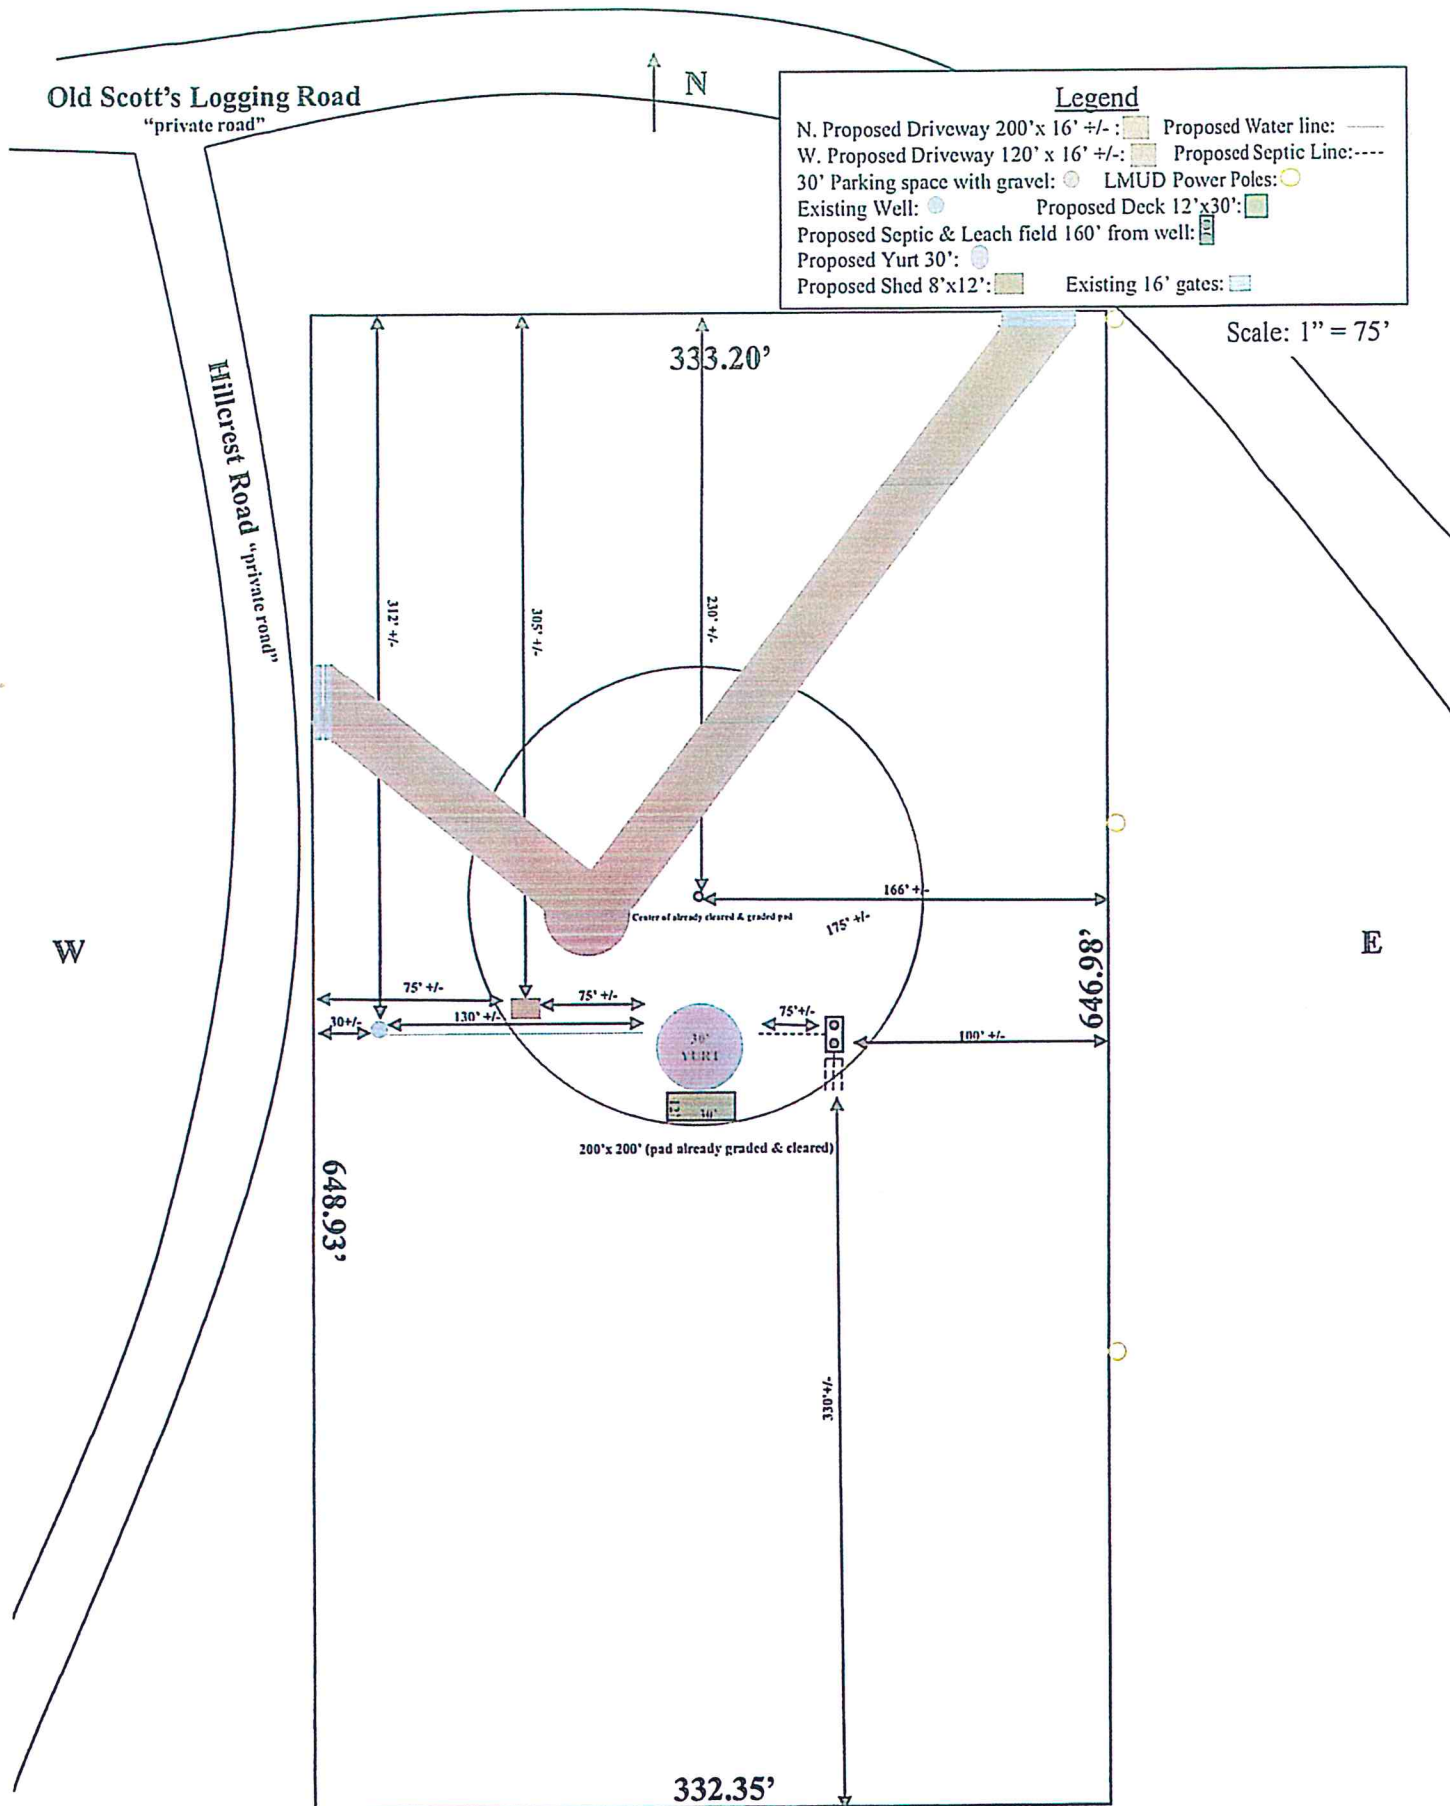 Old Scott's Logging Road
“private road”
N
Legend
N. Proposed Driveway 200'x 16' +/- : Proposed Water line:
W. Proposed Driveway 120' x 16' +/-: Proposed Septic Line:----
30' Parking space with gravel: LMUD Power Poles:
Existing Well: Proposed Deck 12'x30':
Proposed Septic & Leach field 160' from well:
Proposed Yurt 30':
Proposed Shed 8'x12': Existing 16' gates:
Scale: 1” = 75'
333.20'
Hillcrest Road “private road”
312' +/-
305' +/-
230' +/-
166' +/-
Center of already cleared & graded pad
175' +/-
W
E
646.98'
75' +/-
75' +/-
30+/-
130' +/-
75'+/-
100' +/-
30'
YURT
12'
30'
200'x 200' (pad already graded & cleared)
648.93'
330'+/-
332.35'